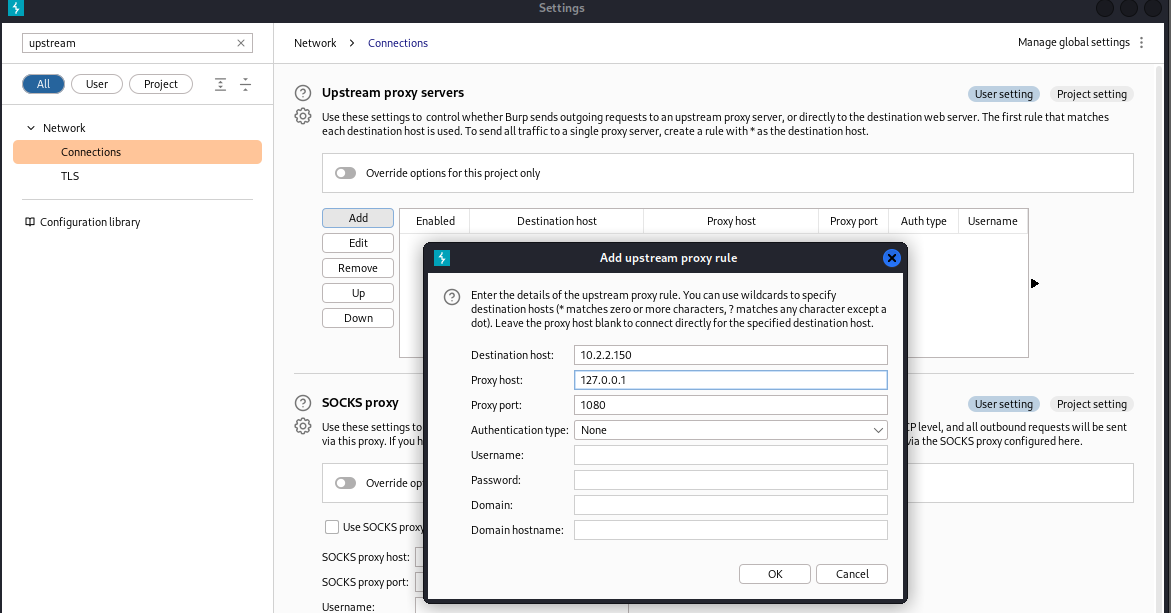 Settings
upstream
All
User
Project
Network
Connections
TLS
Configuration library
Network > Connections
Manage global settings
Upstream proxy servers
User setting
Project setting
Use these settings to control whether Burp sends outgoing requests to an upstream proxy server, or directly to the destination web server. The first rule that matches
each destination host is used. To send all traffic to a single proxy server, create a rule with * as the destination host.
Override options for this project only
Add
Edit
Remove
Up
Down
Enabled
Destination host
Proxy host
Proxy port
Auth type
Username
Add upstream proxy rule
Enter the details of the upstream proxy rule. You can use wildcards to specify
destination hosts (* matches zero or more characters, ? matches any character except a
dot). Leave the proxy host blank to connect directly for the specified destination host.
Destination host: 10.2.2.150
Proxy host: 127.0.0.1
Proxy port: 1080
Authentication type: None
Username:
Password:
Domain:
Domain hostname:
OK
Cancel
SOCKS proxy
User setting
Project setting
Use these settings to CP level, and all outbound requests will be sent
via this proxy. If you h via the SOCKS proxy configured here.
Override op
Use SOCKS proxy
SOCKS proxy host:
SOCKS proxy port:
Username: